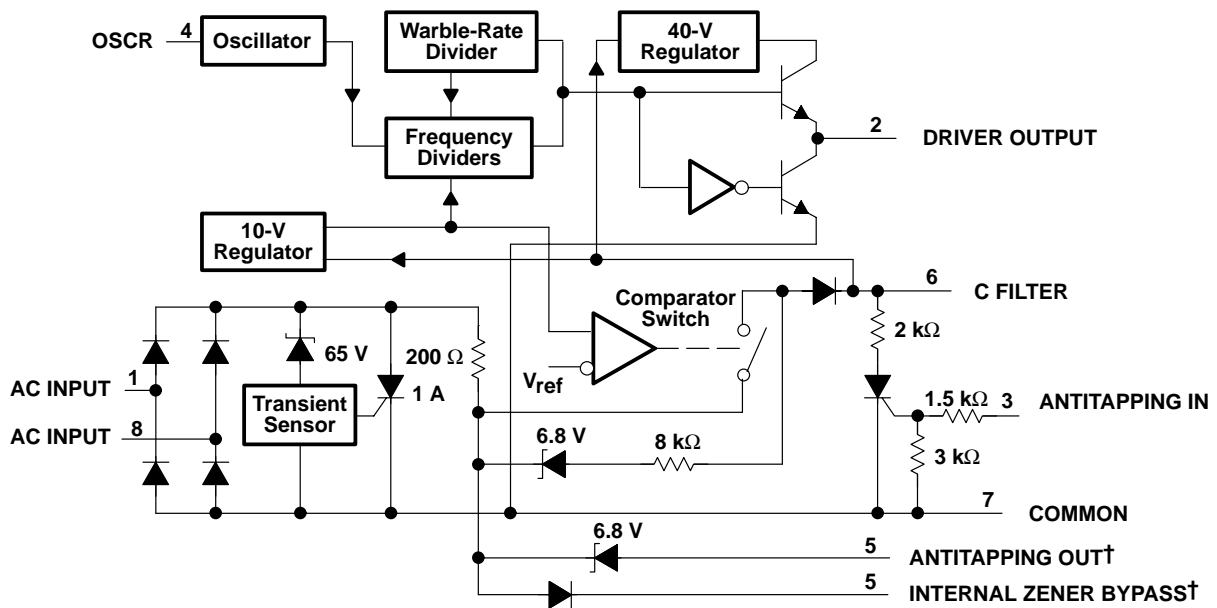 OSCR
4
Oscillator
Warble-Rate
Divider
40-V
Regulator
Frequency
Dividers
2
DRIVER OUTPUT
10-V
Regulator
6
C FILTER
Comparator
Switch
2 kΩ
65 V
200 Ω
Vref
AC INPUT
1
1 A
1.5 kΩ
3
ANTITAPPING IN
Transient
Sensor
AC INPUT
8
6.8 V
8 kΩ
3 kΩ
7
COMMON
6.8 V
5
ANTITAPPING OUT†
5
INTERNAL ZENER BYPASS†